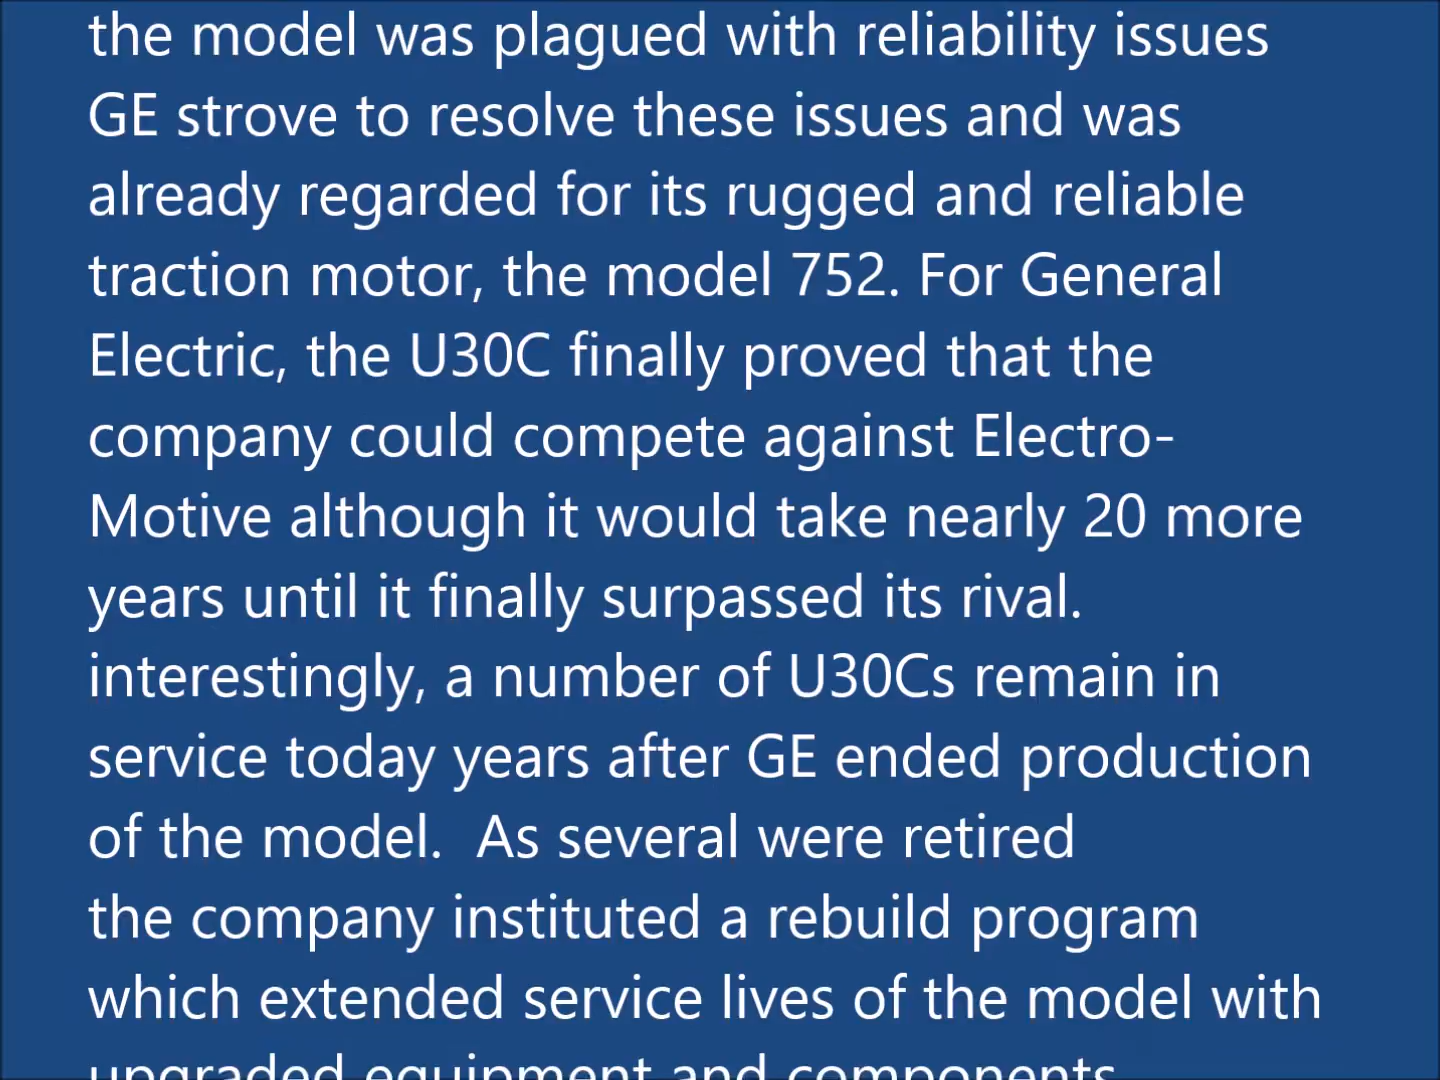 the model was plagued with reliability issues
GE strove to resolve these issues and was
already regarded for its rugged and reliable
traction motor, the model 752. For General
Electric, the U30C finally proved that the
company could compete against Electro-
Motive although it would take nearly 20 more
years until it finally surpassed its rival.
interestingly, a number of U30Cs remain in
service today years after GE ended production
of the model.  As several were retired
the company instituted a rebuild program
which extended service lives of the model with
upgraded equipment and components